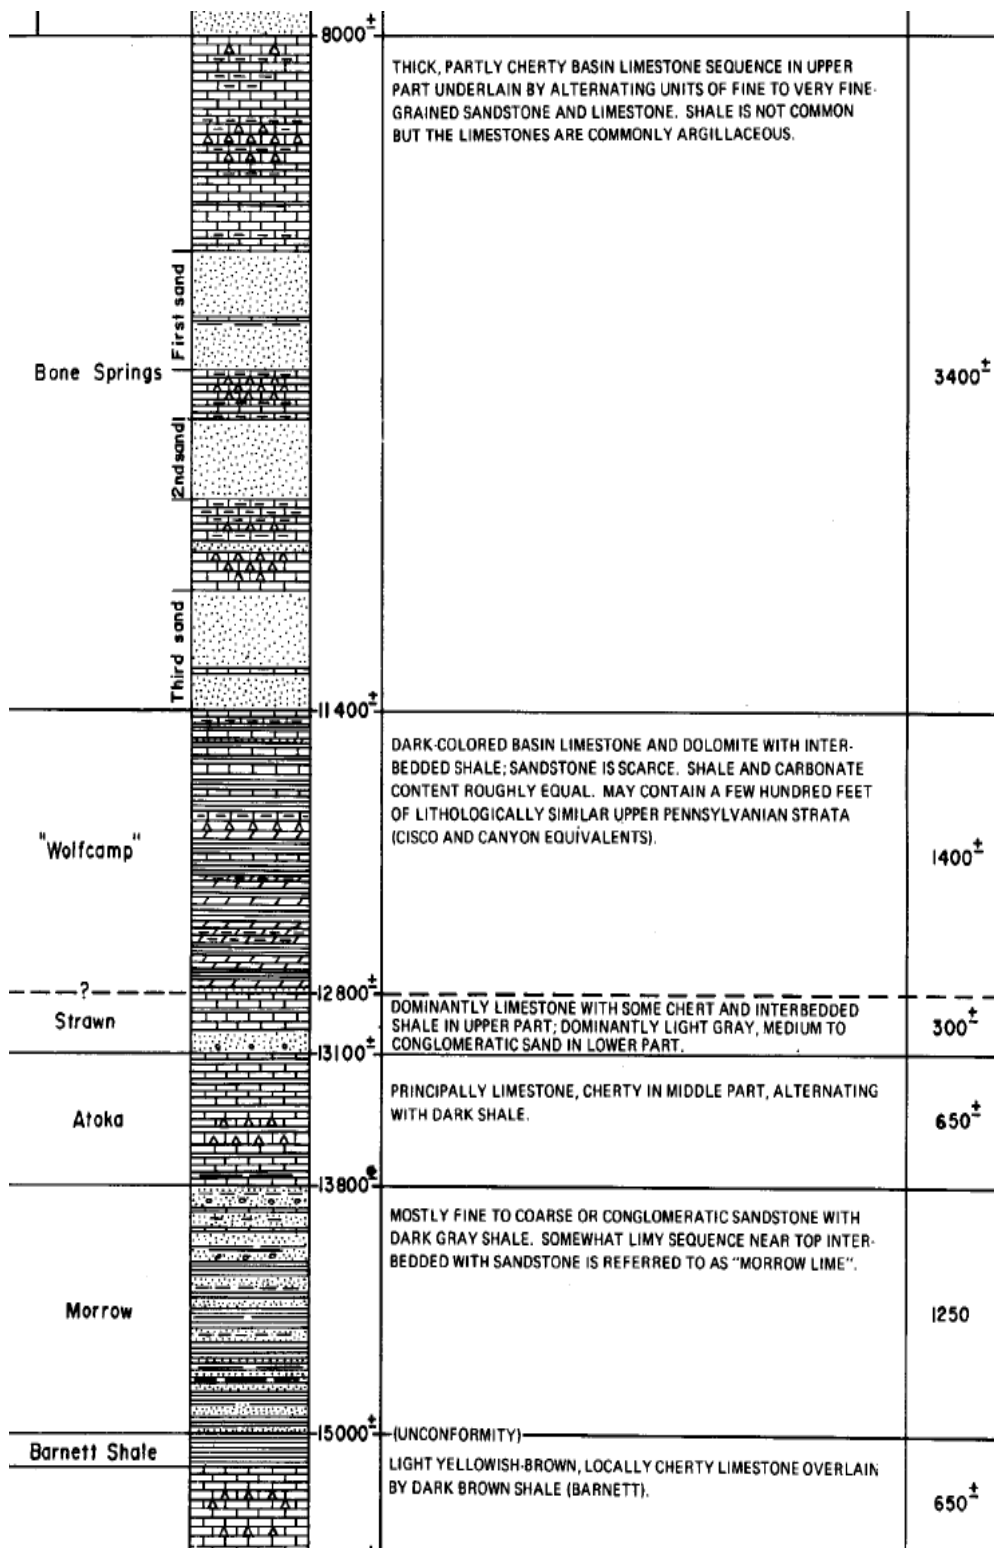 8000±
THICK, PARTLY CHERTY BASIN LIMESTONE SEQUENCE IN UPPER
PART UNDERLAIN BY ALTERNATING UNITS OF FINE TO VERY FINE-
GRAINED SANDSTONE AND LIMESTONE. SHALE IS NOT COMMON
BUT THE LIMESTONES ARE COMMONLY ARGILLACEOUS.
First sand
Bone Springs
3400±
2nd sand
Third sand
11400±
DARK-COLORED BASIN LIMESTONE AND DOLOMITE WITH INTER-
BEDDED SHALE; SANDSTONE IS SCARCE. SHALE AND CARBONATE
CONTENT ROUGHLY EQUAL. MAY CONTAIN A FEW HUNDRED FEET
OF LITHOLOGICALLY SIMILAR UPPER PENNSYLVANIAN STRATA
(CISCO AND CANYON EQUIVALENTS).
"Wolfcamp"
1400±
?
12800±
DOMINANTLY LIMESTONE WITH SOME CHERT AND INTERBEDDED
SHALE IN UPPER PART; DOMINANTLY LIGHT GRAY, MEDIUM TO
CONGLOMERATIC SAND IN LOWER PART.
Strawn
300±
13100±
PRINCIPALLY LIMESTONE, CHERTY IN MIDDLE PART, ALTERNATING
WITH DARK SHALE.
Atoka
650±
13800±
MOSTLY FINE TO COARSE OR CONGLOMERATIC SANDSTONE WITH
DARK GRAY SHALE. SOMEWHAT LIMY SEQUENCE NEAR TOP INTER-
BEDDED WITH SANDSTONE IS REFERRED TO AS "MORROW LIME".
Morrow
1250
15000±
(UNCONFORMITY)
Barnett Shale
LIGHT YELLOWISH-BROWN, LOCALLY CHERTY LIMESTONE OVERLAIN
BY DARK BROWN SHALE (BARNETT).
650±